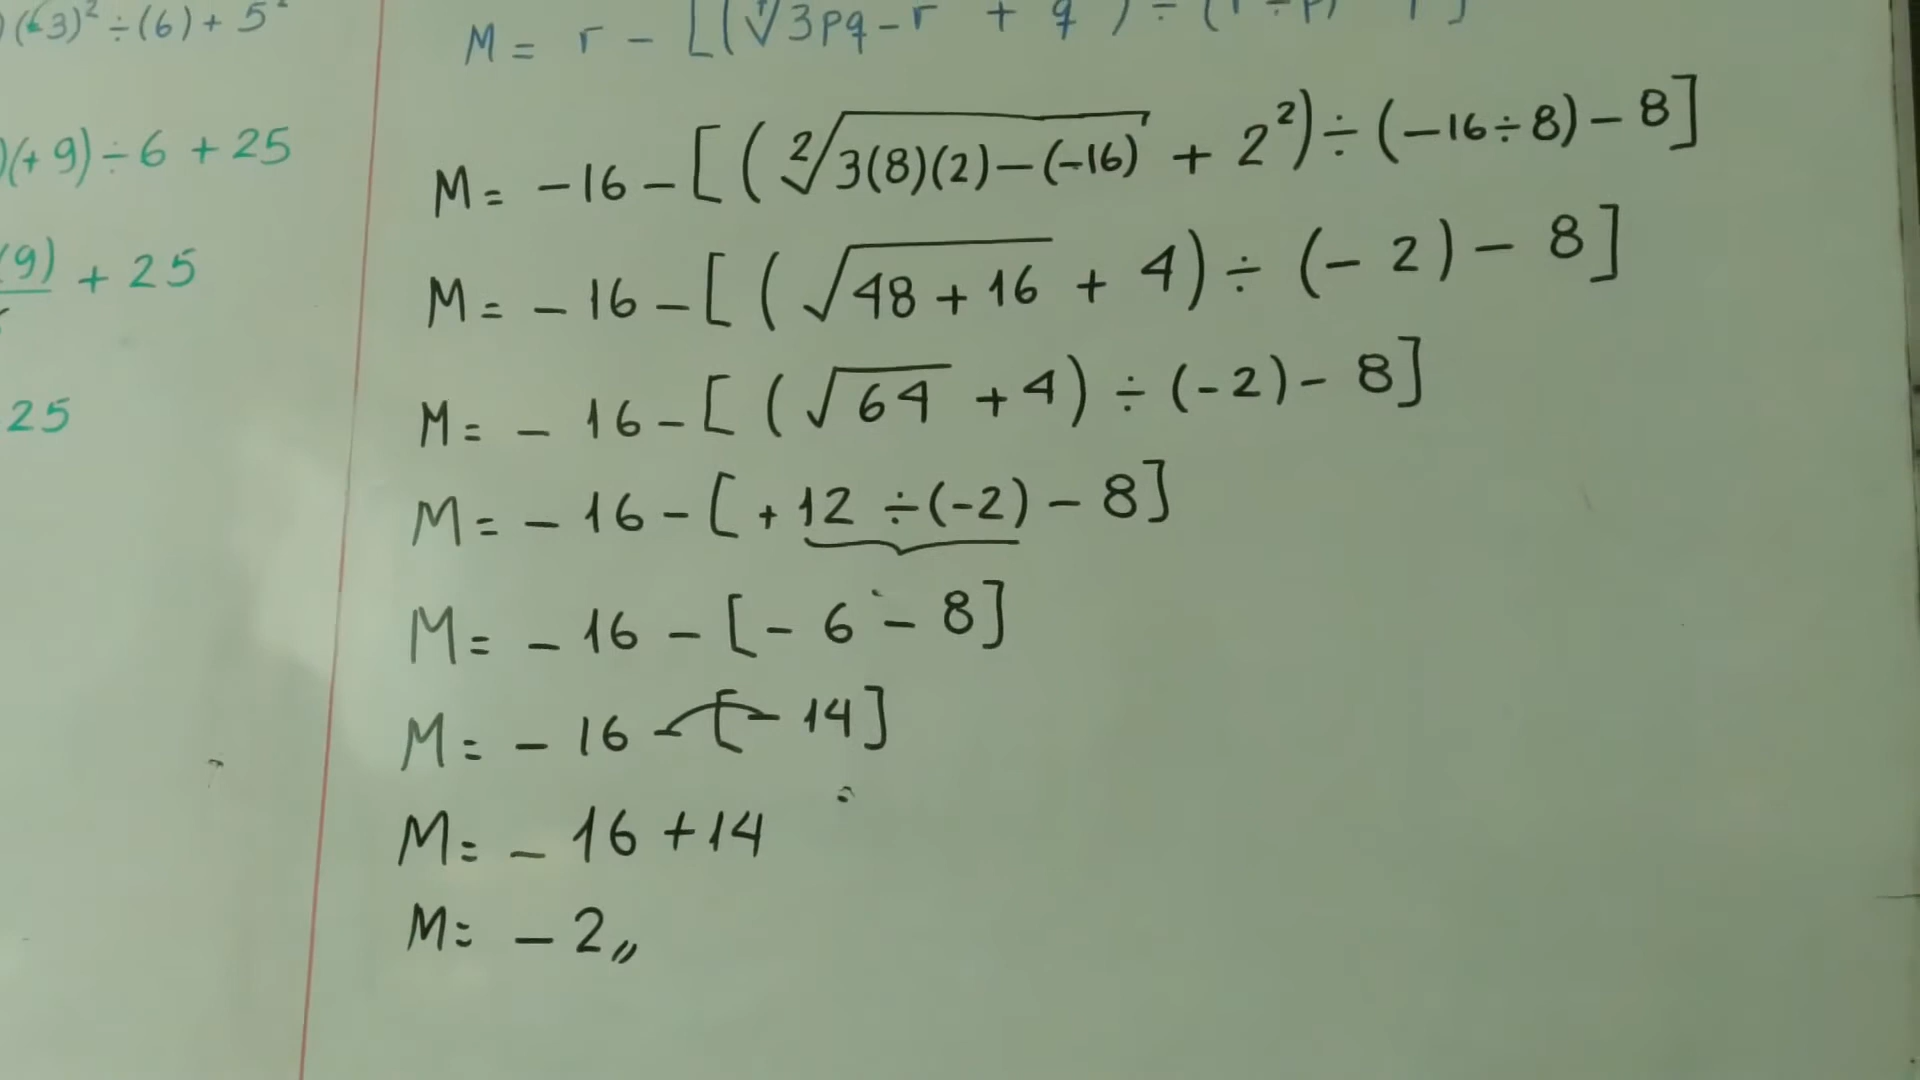 (-3)² ÷ (6) + 5²
(+9) ÷ 6 + 25
(9) + 25
25
M = r - [(√3pq - r + q) ÷ (r ÷ p)
M = -16 - [(²√3(8)(2) - (-16) + 2²) ÷ (-16 ÷ 8) - 8]
M = -16 - [(√48 + 16 + 4) ÷ (-2) - 8]
M = -16 - [(√64 + 4) ÷ (-2) - 8]
M = -16 - [+12 ÷ (-2) - 8]
M = -16 - [-6 - 8]
M = -16 - [-14]
M = -16 + 14
M = -2,,